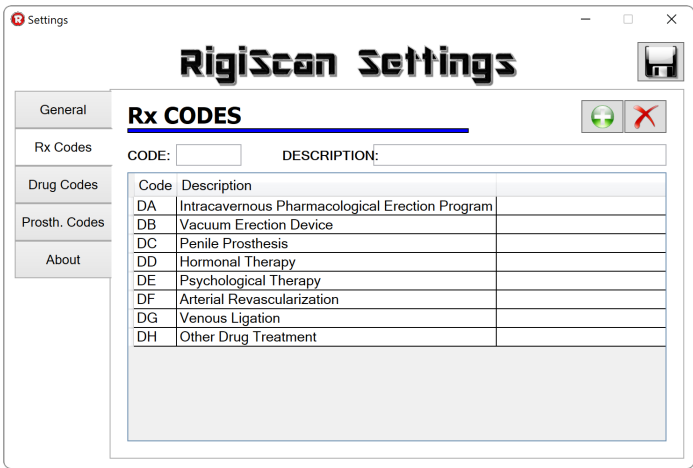 Settings
RigiScan Settings
General
Rx Codes
Drug Codes
Prosth. Codes
About
Rx CODES
CODE: DESCRIPTION:
Code Description
DA Intracavernous Pharmacological Erection Program
DB Vacuum Erection Device
DC Penile Prosthesis
DD Hormonal Therapy
DE Psychological Therapy
DF Arterial Revascularization
DG Venous Ligation
DH Other Drug Treatment